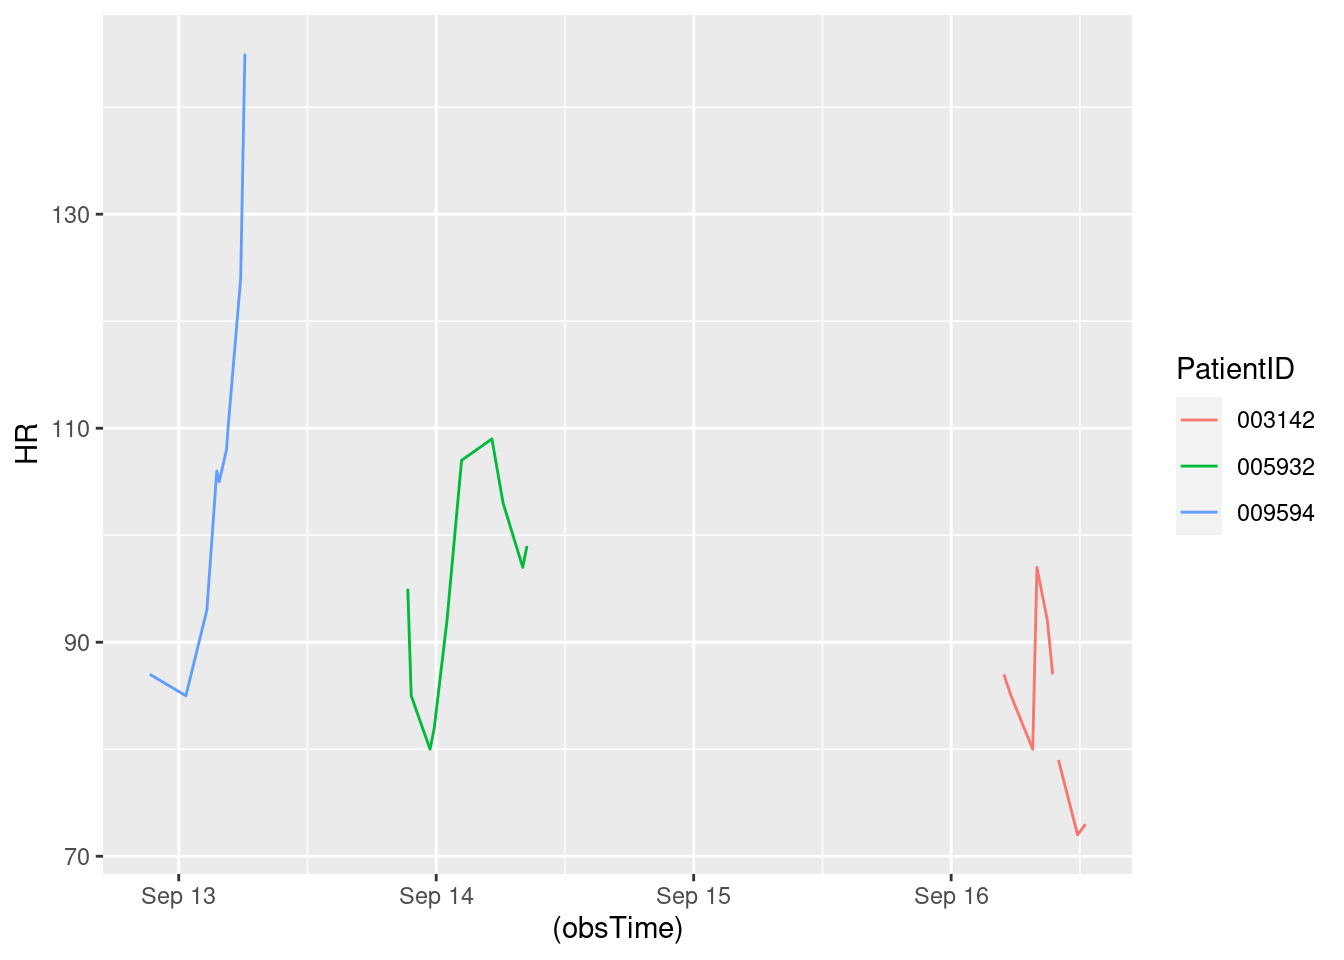 130
110
90
70
HR
Sep 13
Sep 14
Sep 15
Sep 16
(obsTime)
PatientID
003142
005932
009594